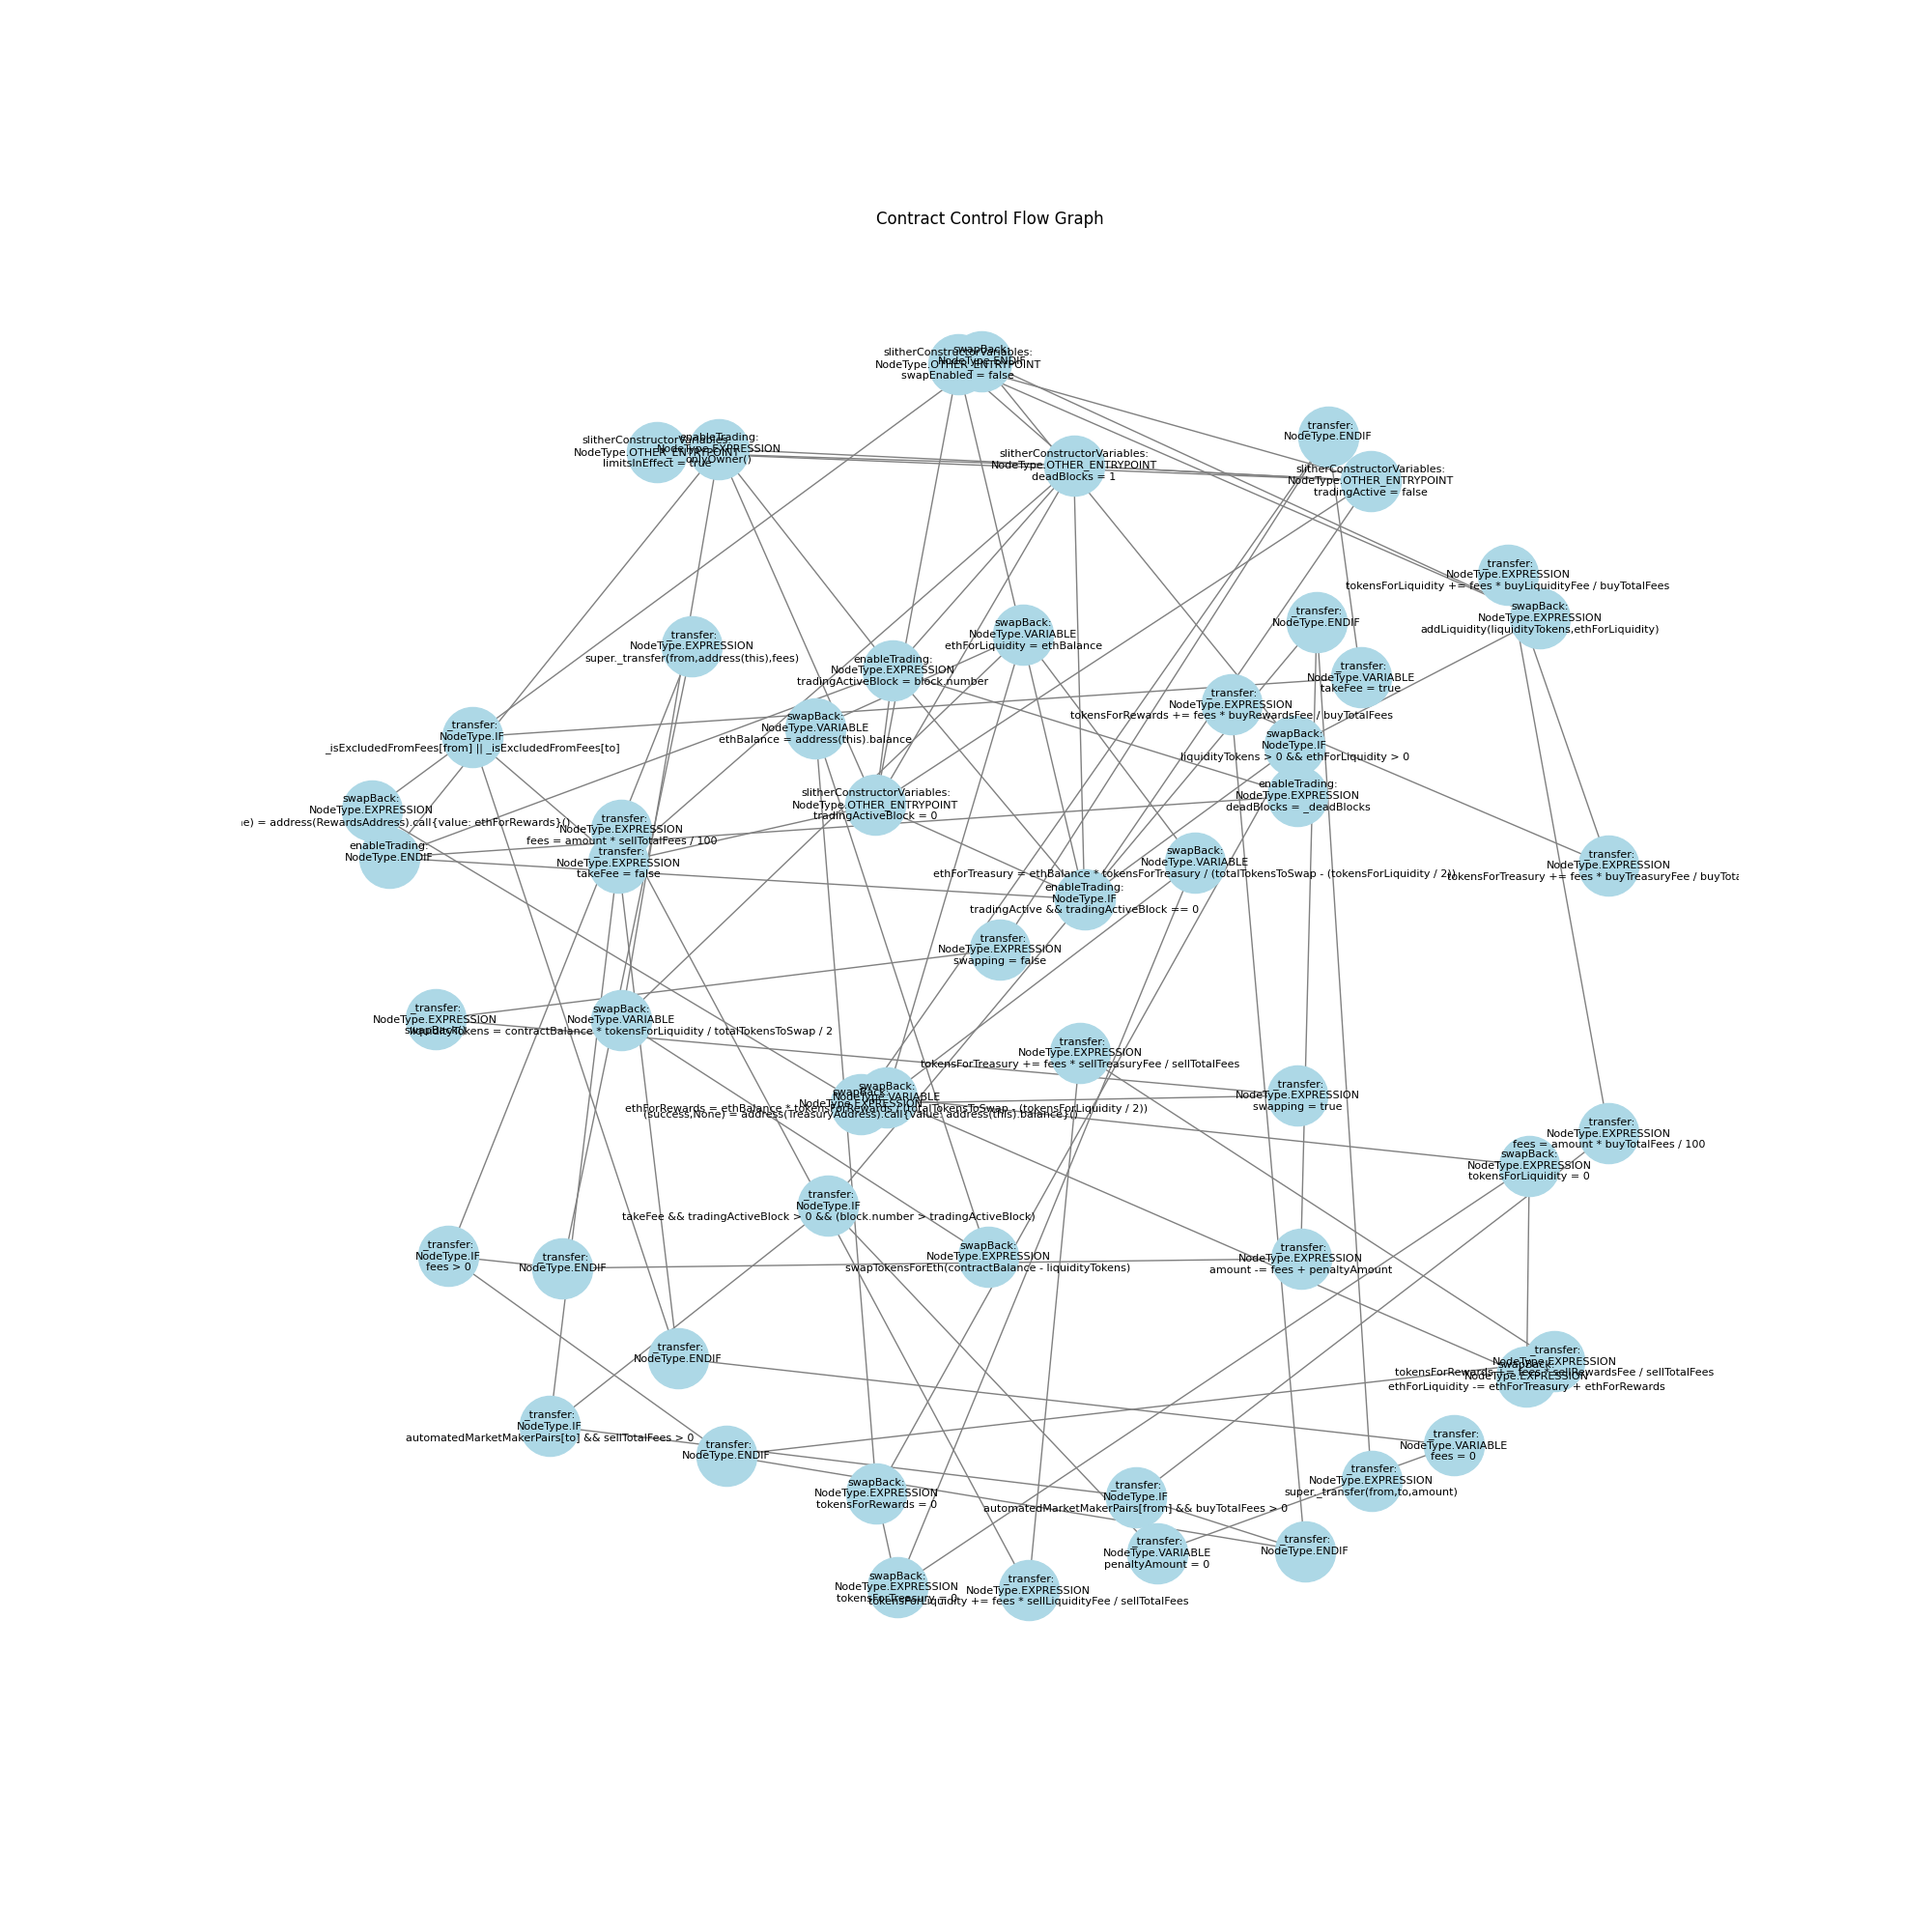 Contract Control Flow Graph
slitherConstructorVariables:
NodeType.OTHER_ENTRYPOINT
swapEnabled = false
swapBack:
NodeType.ENDIF
slitherConstructorVariables:
NodeType.OTHER_ENTRYPOINT
limitsInEffect = true
enableTrading:
NodeType.EXPRESSION
onlyOwner()
_transfer:
NodeType.ENDIF
slitherConstructorVariables:
NodeType.OTHER_ENTRYPOINT
deadBlocks = 1
slitherConstructorVariables:
NodeType.OTHER_ENTRYPOINT
tradingActive = false
_transfer:
NodeType.EXPRESSION
tokensForLiquidity += fees * buyLiquidityFee / buyTotalFees
swapBack:
NodeType.EXPRESSION
addLiquidity(liquidityTokens,ethForLiquidity)
_transfer:
NodeType.ENDIF
swapBack:
NodeType.VARIABLE
ethForLiquidity = ethBalance
_transfer:
NodeType.EXPRESSION
super._transfer(from,address(this),fees)
enableTrading:
NodeType.EXPRESSION
tradingActiveBlock = block.number
_transfer:
NodeType.VARIABLE
takeFee = true
_transfer:
NodeType.EXPRESSION
tokensForRewards += fees * buyRewardsFee / buyTotalFees
_transfer:
NodeType.IF
_isExcludedFromFees[from] || _isExcludedFromFees[to]
swapBack:
NodeType.VARIABLE
ethBalance = address(this).balance
swapBack:
NodeType.IF
liquidityTokens > 0 && ethForLiquidity > 0
enableTrading:
NodeType.EXPRESSION
deadBlocks = _deadBlocks
swapBack:
NodeType.EXPRESSION
e) = address(RewardsAddress).call{value: ethForRewards}()
slitherConstructorVariables:
NodeType.OTHER_ENTRYPOINT
tradingActiveBlock = 0
_transfer:
NodeType.EXPRESSION
fees = amount * sellTotalFees / 100
enableTrading:
NodeType.ENDIF
_transfer:
NodeType.EXPRESSION
takeFee = false
swapBack:
NodeType.VARIABLE
ethForTreasury = ethBalance * tokensForTreasury / (totalTokensToSwap - (tokensForLiquidity / 2))
_transfer:
NodeType.EXPRESSION
tokensForTreasury += fees * buyTreasuryFee / buyTota
enableTrading:
NodeType.IF
tradingActive && tradingActiveBlock == 0
_transfer:
NodeType.EXPRESSION
swapping = false
_transfer:
NodeType.EXPRESSION
swapBack()
swapBack:
NodeType.VARIABLE
liquidityTokens = contractBalance * tokensForLiquidity / totalTokensToSwap / 2
_transfer:
NodeType.EXPRESSION
tokensForTreasury += fees * sellTreasuryFee / sellTotalFees
swapBack:
NodeType.VARIABLE
ethForRewards = ethBalance * tokensForRewards / (totalTokensToSwap - (tokensForLiquidity / 2))
swapBack:
NodeType.EXPRESSION
(success,None) = address(TreasuryAddress).call{value: address(this).balance}()
_transfer:
NodeType.EXPRESSION
swapping = true
_transfer:
NodeType.EXPRESSION
fees = amount * buyTotalFees / 100
swapBack:
NodeType.EXPRESSION
tokensForLiquidity = 0
_transfer:
NodeType.IF
takeFee && tradingActiveBlock > 0 && (block.number > tradingActiveBlock)
_transfer:
NodeType.IF
fees > 0
_transfer:
NodeType.ENDIF
swapBack:
NodeType.EXPRESSION
swapTokensForEth(contractBalance - liquidityTokens)
_transfer:
NodeType.EXPRESSION
amount -= fees + penaltyAmount
_transfer:
NodeType.ENDIF
_transfer:
NodeType.EXPRESSION
tokensForRewards += fees * sellRewardsFee / sellTotalFees
swapBack:
NodeType.EXPRESSION
ethForLiquidity -= ethForTreasury + ethForRewards
_transfer:
NodeType.IF
automatedMarketMakerPairs[to] && sellTotalFees > 0
_transfer:
NodeType.ENDIF
_transfer:
NodeType.VARIABLE
fees = 0
_transfer:
NodeType.EXPRESSION
super._transfer(from,to,amount)
swapBack:
NodeType.EXPRESSION
tokensForRewards = 0
_transfer:
NodeType.IF
automatedMarketMakerPairs[from] && buyTotalFees > 0
_transfer:
NodeType.VARIABLE
penaltyAmount = 0
_transfer:
NodeType.ENDIF
swapBack:
NodeType.EXPRESSION
tokensForTreasury = 0
_transfer:
NodeType.EXPRESSION
tokensForLiquidity += fees * sellLiquidityFee / sellTotalFees